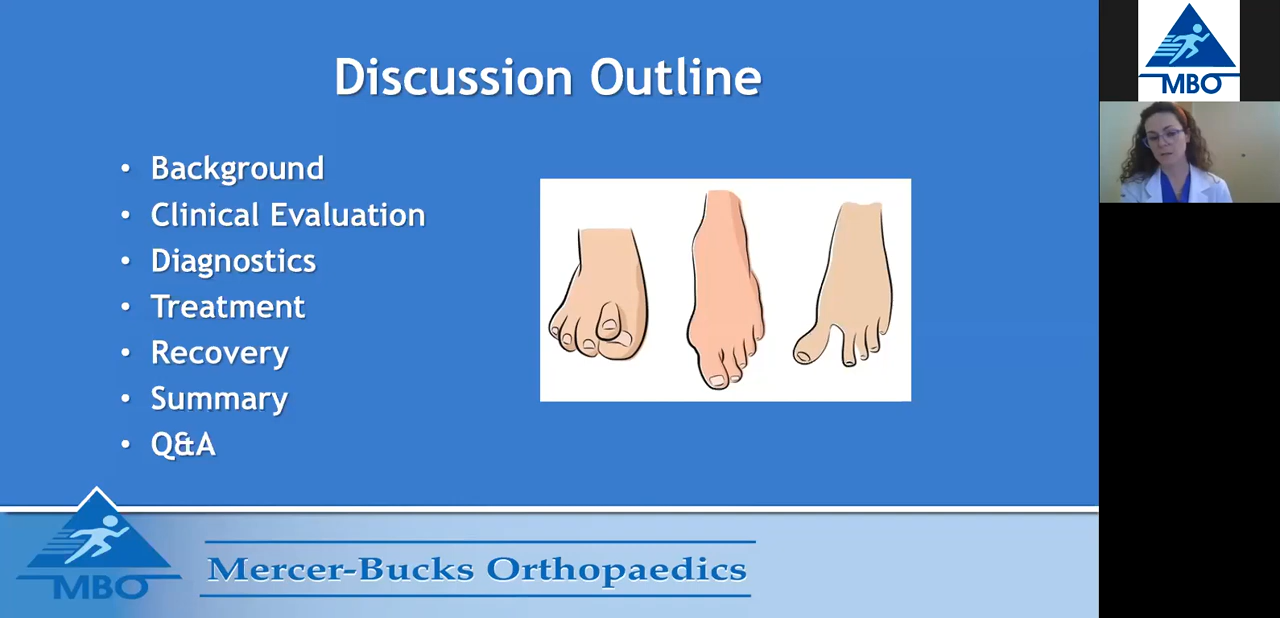 Discussion Outline
• Background
• Clinical Evaluation
• Diagnostics
• Treatment
• Recovery
• Summary
• Q&A
MBO
Mercer-Bucks Orthopaedics
MBO